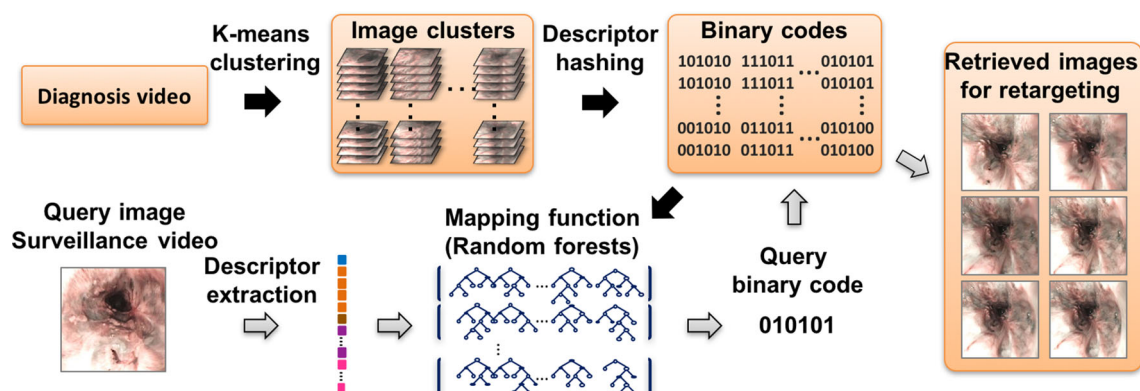 Diagnosis video
K-means
clustering
Image clusters
Descriptor
hashing
Binary codes
101010 111011 ... 010101
101010 111011 ... 010101
001010 011011 ... 010100
001010 011011 ... 010100
Retrieved images
for retargeting
Query image
Surveillance video
Descriptor
extraction
Mapping function
(Random forests)
Query
binary code
010101